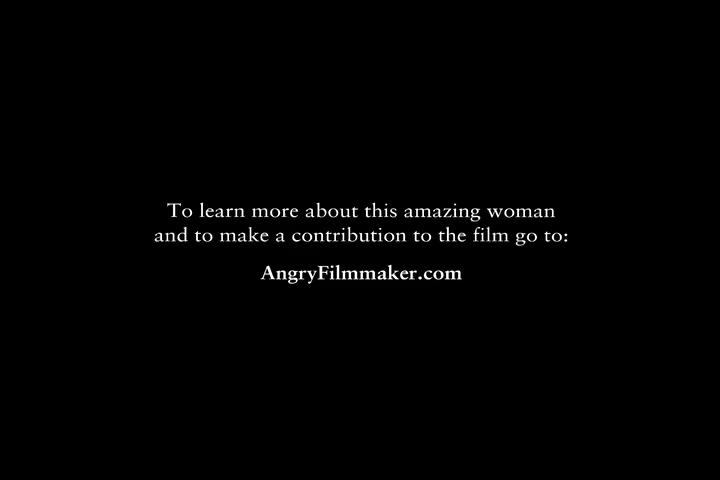 To learn more about this amazing woman
and to make a contribution to the film go to:
AngryFilmmaker.com